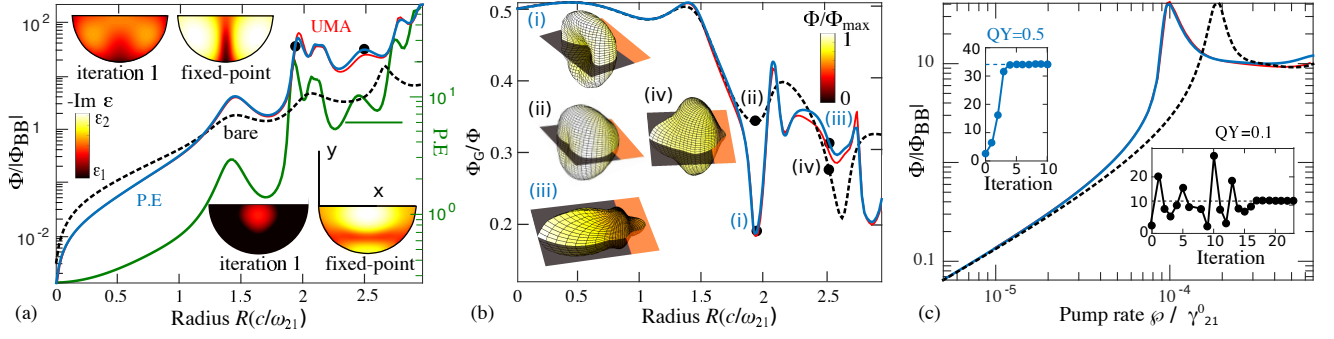 10²
10
1
10⁻²
Φ/|Φ_BB|
iteration 1
fixed-point
UMA
-Im ε
ε₂
ε₁
bare
P.E
10¹
10⁰
P.E
y
x
iteration 1
fixed-point
0 0.5 1 1.5 2 2.5
(a)
Radius R(c/ω₂₁)
0.5
0.4
0.3
0.2
Φ_G/Φ
(i)
(ii)
(iv)
(iii)
Φ/Φ_max
1
0
(ii)
(iii)
(iv)
(i)
0 0.5 1 1.5 2 2.5
(b)
Radius R(c/ω₂₁)
10
1
0.1
Φ/|Φ_BB|
QY=0.5
40
30
20
10
0
0 5 10
Iteration
QY=0.1
20
10
0
0 5 10 15 20
Iteration
10⁻⁵
10⁻⁴
(c)
Pump rate ℘ / γ⁰₂₁